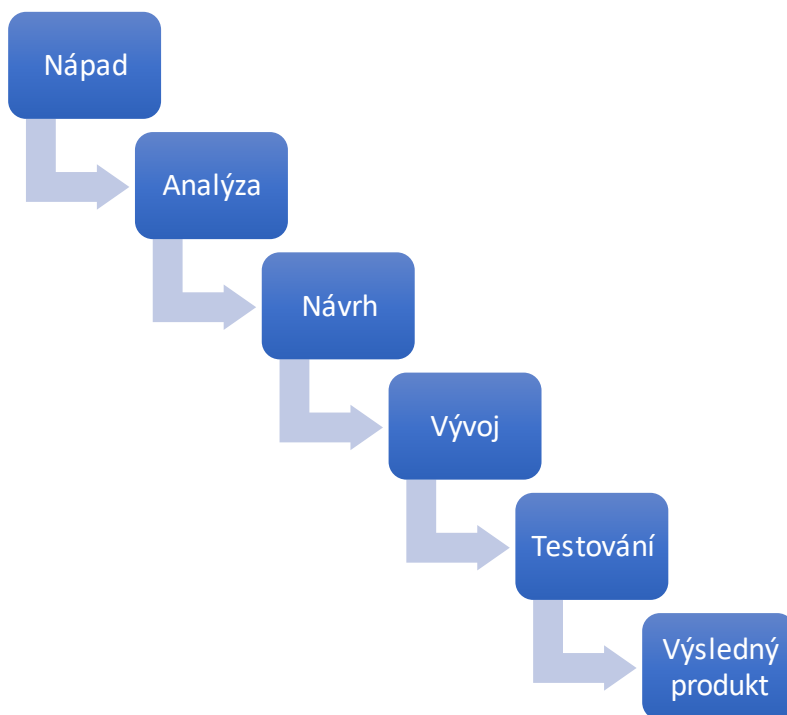 Nápad
Analýza
Návrh
Vývoj
Testování
Výsledný
produkt